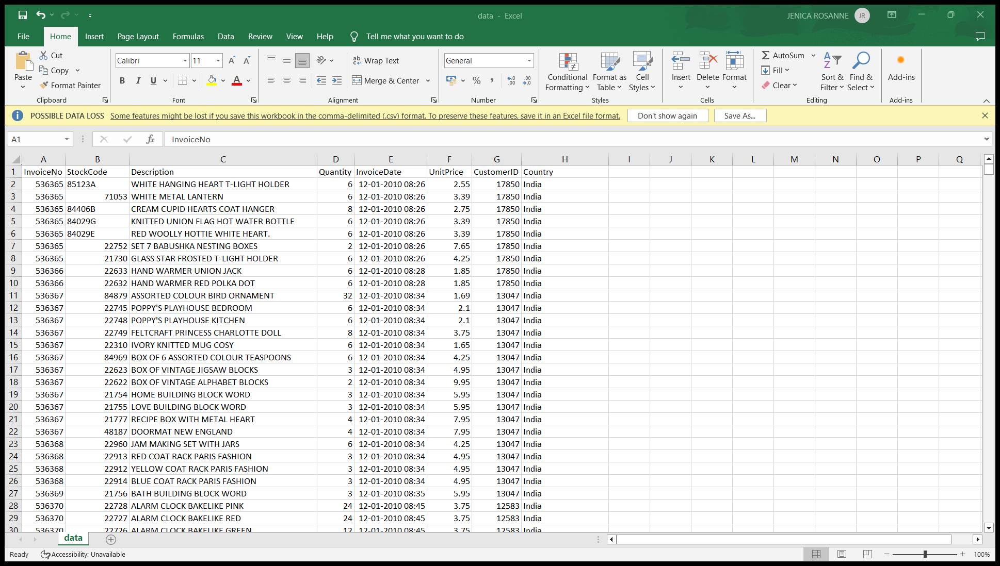 data - Excel
JENICA ROSANNE JR
File Home Insert Page Layout Formulas Data Review View Help Tell me what you want to do
Paste Cut Copy Format Painter Clipboard
Calibri 11 B I U A A A Font
ab Wrap Text Merge & Center Alignment
General % , Number
Conditional Formatting Format as Table Cell Styles Styles
Insert Delete Format Cells
AutoSum Fill Clear Sort & Filter Find & Select Editing
Add-ins Add-ins
POSSIBLE DATA LOSS Some features might be lost if you save this workbook in the comma-delimited (.csv) format. To preserve these features, save it in an Excel file format. Don't show again Save As...
A1 fx InvoiceNo
A B C D E F G H I J K L M N O P Q
1 InvoiceNo StockCode Description Quantity InvoiceDate UnitPrice CustomerID Country
2 536365 85123A WHITE HANGING HEART T-LIGHT HOLDER 6 12-01-2010 08:26 2.55 17850 India
3 536365 71053 WHITE METAL LANTERN 6 12-01-2010 08:26 3.39 17850 India
4 536365 84406B CREAM CUPID HEARTS COAT HANGER 8 12-01-2010 08:26 2.75 17850 India
5 536365 84029G KNITTED UNION FLAG HOT WATER BOTTLE 6 12-01-2010 08:26 3.39 17850 India
6 536365 84029E RED WOOLLY HOTTIE WHITE HEART. 6 12-01-2010 08:26 3.39 17850 India
7 536365 22752 SET 7 BABUSHKA NESTING BOXES 2 12-01-2010 08:26 7.65 17850 India
8 536365 21730 GLASS STAR FROSTED T-LIGHT HOLDER 6 12-01-2010 08:26 4.25 17850 India
9 536366 22633 HAND WARMER UNION JACK 6 12-01-2010 08:28 1.85 17850 India
10 536366 22632 HAND WARMER RED POLKA DOT 6 12-01-2010 08:28 1.85 17850 India
11 536367 84879 ASSORTED COLOUR BIRD ORNAMENT 32 12-01-2010 08:34 1.69 13047 India
12 536367 22745 POPPY'S PLAYHOUSE BEDROOM 6 12-01-2010 08:34 2.1 13047 India
13 536367 22748 POPPY'S PLAYHOUSE KITCHEN 6 12-01-2010 08:34 2.1 13047 India
14 536367 22749 FELTCRAFT PRINCESS CHARLOTTE DOLL 8 12-01-2010 08:34 3.75 13047 India
15 536367 22310 IVORY KNITTED MUG COSY 6 12-01-2010 08:34 1.65 13047 India
16 536367 84969 BOX OF 6 ASSORTED COLOUR TEASPOONS 6 12-01-2010 08:34 4.25 13047 India
17 536367 22623 BOX OF VINTAGE JIGSAW BLOCKS 3 12-01-2010 08:34 4.95 13047 India
18 536367 22622 BOX OF VINTAGE ALPHABET BLOCKS 2 12-01-2010 08:34 9.95 13047 India
19 536367 21754 HOME BUILDING BLOCK WORD 3 12-01-2010 08:34 5.95 13047 India
20 536367 21755 LOVE BUILDING BLOCK WORD 3 12-01-2010 08:34 5.95 13047 India
21 536367 21777 RECIPE BOX WITH METAL HEART 4 12-01-2010 08:34 7.95 13047 India
22 536367 48187 DOORMAT NEW ENGLAND 4 12-01-2010 08:34 7.95 13047 India
23 536368 22960 JAM MAKING SET WITH JARS 6 12-01-2010 08:34 4.25 13047 India
24 536368 22913 RED COAT RACK PARIS FASHION 3 12-01-2010 08:34 4.95 13047 India
25 536368 22912 YELLOW COAT RACK PARIS FASHION 3 12-01-2010 08:34 4.95 13047 India
26 536368 22914 BLUE COAT RACK PARIS FASHION 3 12-01-2010 08:34 4.95 13047 India
27 536369 21756 BATH BUILDING BLOCK WORD 3 12-01-2010 08:35 5.95 13047 India
28 536370 22728 ALARM CLOCK BAKELIKE PINK 24 12-01-2010 08:45 3.75 12583 India
29 536370 22727 ALARM CLOCK BAKELIKE RED 24 12-01-2010 08:45 3.75 12583 India
30 536370 22726 ALARM CLOCK BAKELIKE GREEN 12 12-01-2010 08:45 3.75 12583 India
data
Ready Accessibility: Unavailable 100%